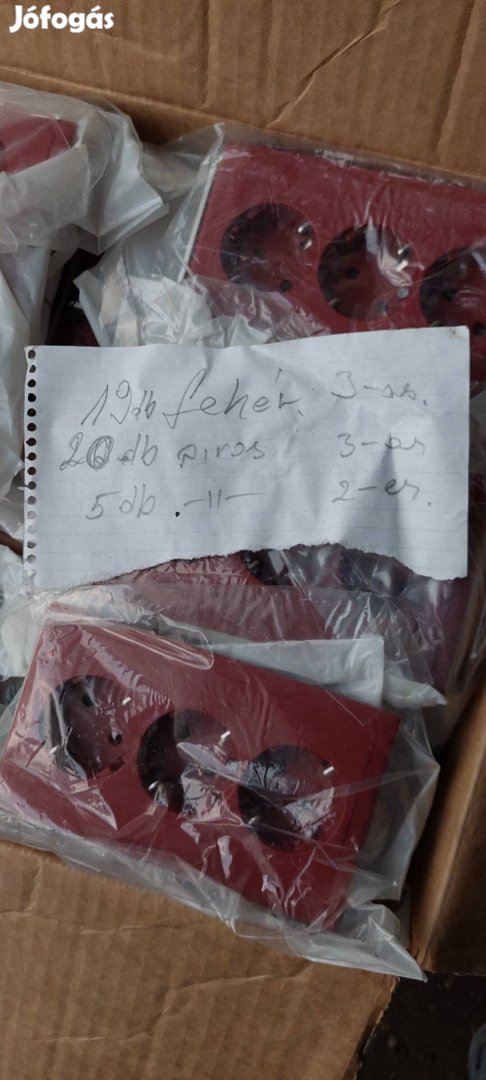 Jófogás
19db fehér. 3-as.
20db piros 3-as
5db .-11- 2-es.